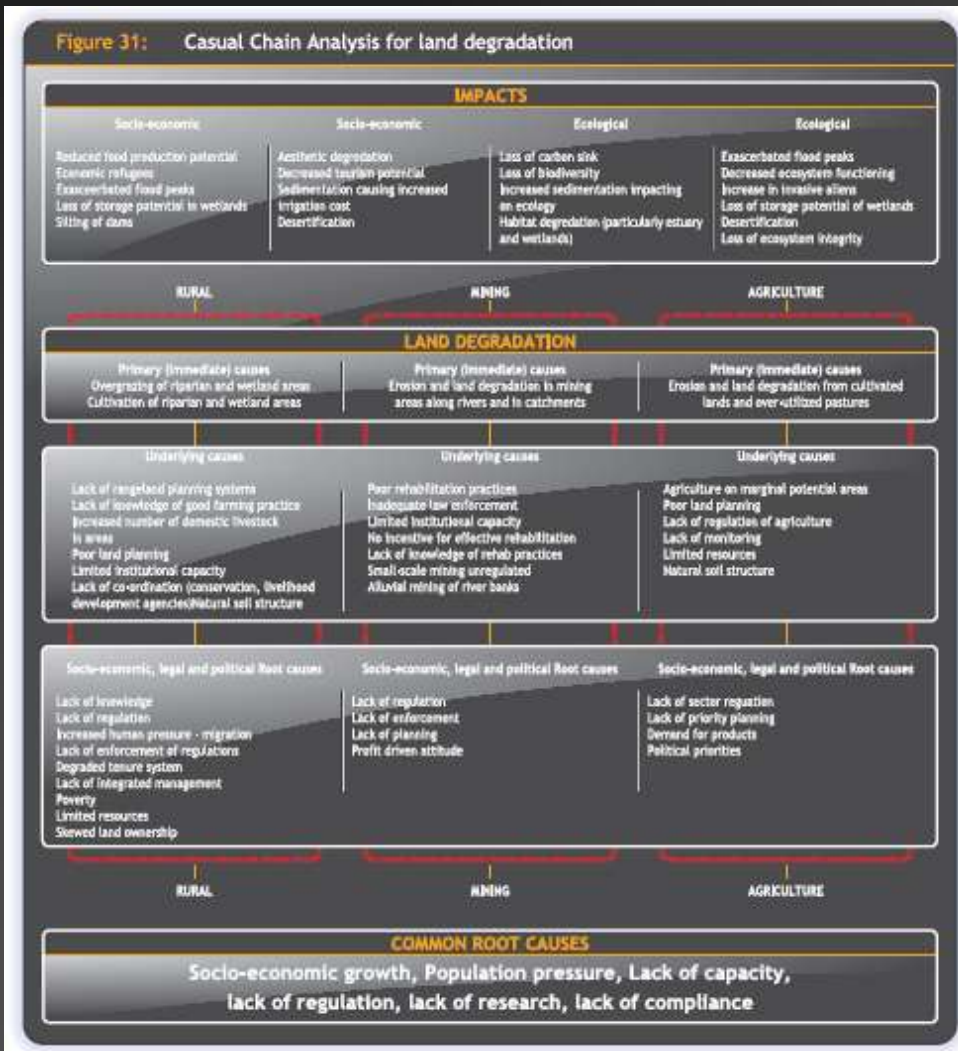 Figure 31: Casual Chain Analysis for land degradation
IMPACTS
Socio-economic
Reduced food production potential
Economic refugees
Exascerbated flood peaks
Loss of storage potential in wetlands
Silting of dams
Socio-economic
Aesthetic degradation
Decreased tourism potential
Sedimentation causing increased
irrigation cost
Desertification
Ecological
Loss of carbon sink
Loss of biodiversity
Increased sedimentation impacting
on ecology
Habitat degradation (particularly estuary
and wetlands)
Ecological
Exascerbated flood peaks
Decreased ecosystem functioning
Increase in invasive aliens
Loss of storage potential of wetlands
Desertification
Loss of ecosystem integrity
RURAL
MINING
AGRICULTURE
LAND DEGRADATION
Primary (immediate) causes
Overgrazing of riparian and wetland areas
Cultivation of riparian and wetland areas
Primary (immediate) causes
Erosion and land degradation in mining
areas along rivers and in catchments
Primary (immediate) causes
Erosion and land degradation from cultivated
lands and over-utilized pastures
Underlying causes
Lack of rangeland planning systems
Lack of knowledge of good farming practice
Increased number of domestic livestock
in areas
Poor land planning
Limited institutional capacity
Lack of co-ordination (conservation, livelihood
development agencies)Natural soil structure
Underlying causes
Poor rehabilitation practices
Inadequate law enforcement
Limited institutional capacity
No incentive for effective rehabilitation
Lack of knowledge of rehab practices
Small-scale mining unregulated
Alluvial mining of river banks
Underlying causes
Agriculture on marginal potential areas
Poor land planning
Lack of regulation of agriculture
Lack of monitoring
Limited resources
Natural soil structure
Socio-economic, legal and political Root causes
Lack of knowledge
Lack of regulation
Increased human pressure - migration
Lack of enforcement of regulations
Degraded tenure system
Lack of integrated management
Poverty
Limited resources
Skewed land ownership
Socio-economic, legal and political Root causes
Lack of regulation
Lack of enforcement
Lack of planning
Profit driven attitude
Socio-economic, legal and political Root causes
Lack of sector reguation
Lack of priority planning
Demand for products
Political priorities
RURAL
MINING
AGRICULTURE
COMMON ROOT CAUSES
Socio-economic growth, Population pressure, Lack of capacity,
lack of regulation, lack of research, lack of compliance